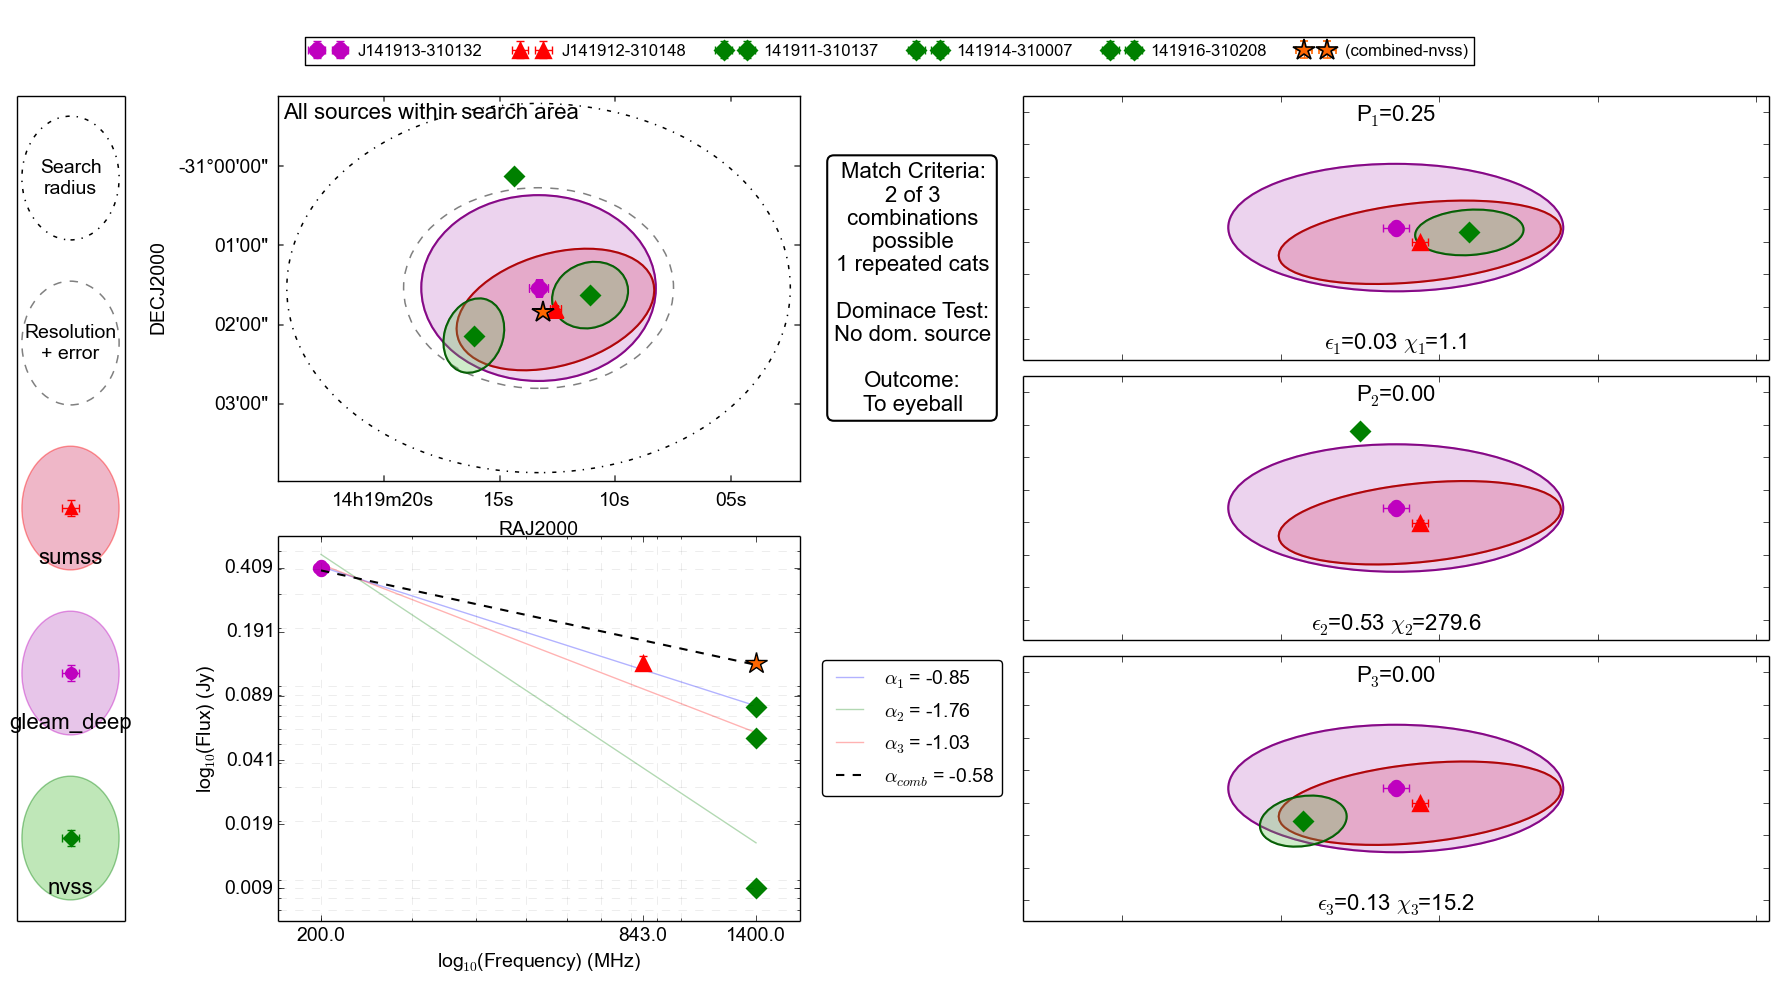 J141913-310132 J141912-310148 141911-310137 141914-310007 141916-310208 (combined-nvss)
Search
radius
Resolution
+ error
sumss
gleam_deep
nvss
All sources within search area
DECJ2000
-31°00'00"
01'00"
02'00"
03'00"
14h19m20s 15s 10s 05s
RAJ2000
Match Criteria:
2 of 3
combinations
possible
1 repeated cats
Dominace Test:
No dom. source
Outcome:
To eyeball
log₁₀(Flux) (Jy)
0.409
0.191
0.089
0.041
0.019
0.009
200.0 843.0 1400.0
log₁₀(Frequency) (MHz)
α₁ = -0.85
α₂ = -1.76
α₃ = -1.03
α_comb = -0.58
P₁=0.25
ϵ₁=0.03 χ₁=1.1
P₂=0.00
ϵ₂=0.53 χ₂=279.6
P₃=0.00
ϵ₃=0.13 χ₃=15.2